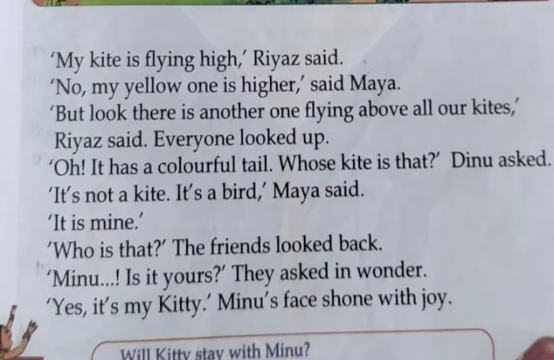 ‘My kite is flying high,’ Riyaz said.
‘No, my yellow one is higher,’ said Maya.
‘But look there is another one flying above all our kites,’
Riyaz said. Everyone looked up.
‘Oh! It has a colourful tail. Whose kite is that?’ Dinu asked.
‘It’s not a kite. It’s a bird,’ Maya said.
‘It is mine.’
‘Who is that?’ The friends looked back.
‘Minu...! Is it yours?’ They asked in wonder.
‘Yes, it’s my Kitty.’ Minu’s face shone with joy.
Will Kitty stay with Minu?